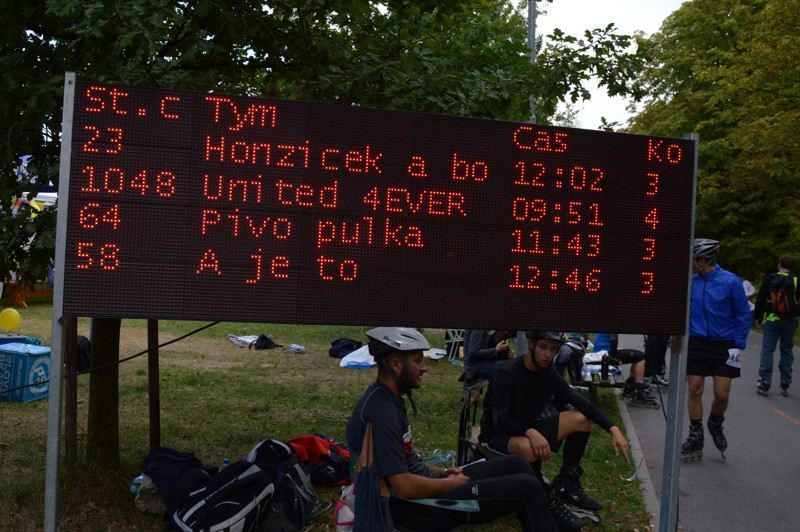 St.c Tym Cas Ko
23 Honzicek a bo 12:02 3
1048 United 4EVER 09:51 4
64 Pivo pulka 11:43 3
58 A je to 12:46 3